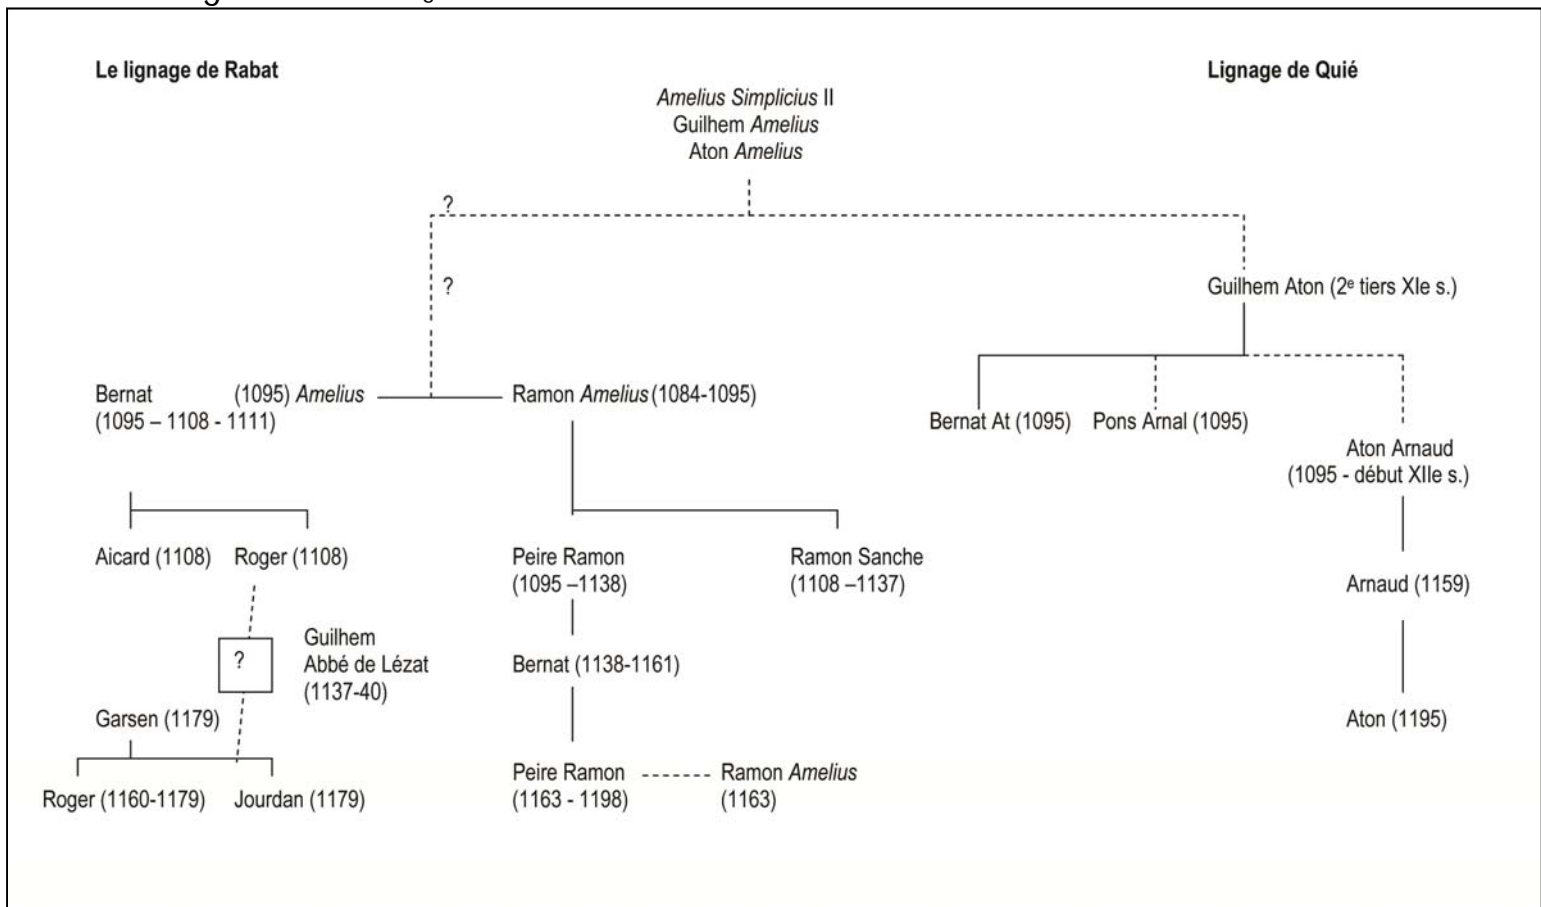 Le lignage de Rabat
Lignage de Quié
Amelius Simplicius II
Guilhem Amelius
Aton Amelius
?
?
Guilhem Aton (2e tiers XIe s.)
Bernat (1095) Amelius
(1095 – 1108 - 1111)
Ramon Amelius (1084-1095)
Bernat At (1095)
Pons Arnal (1095)
Aton Arnaud
(1095 - début XIIe s.)
Aicard (1108)
Roger (1108)
Peire Ramon
(1095 –1138)
Ramon Sanche
(1108 –1137)
Arnaud (1159)
?
Guilhem
Abbé de Lézat
(1137-40)
Bernat (1138-1161)
Garsen (1179)
Aton (1195)
Roger (1160-1179)
Jourdan (1179)
Peire Ramon
(1163 - 1198)
Ramon Amelius
(1163)